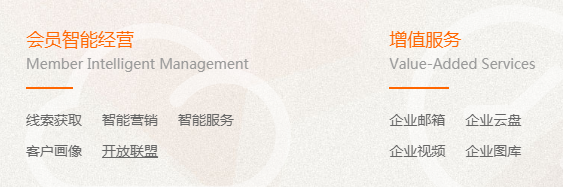 会员智能经营
Member Intelligent Management
线索获取 智能营销 智能服务
客户画像 开放联盟
增值服务
Value-Added Services
企业邮箱 企业云盘
企业视频 企业图库